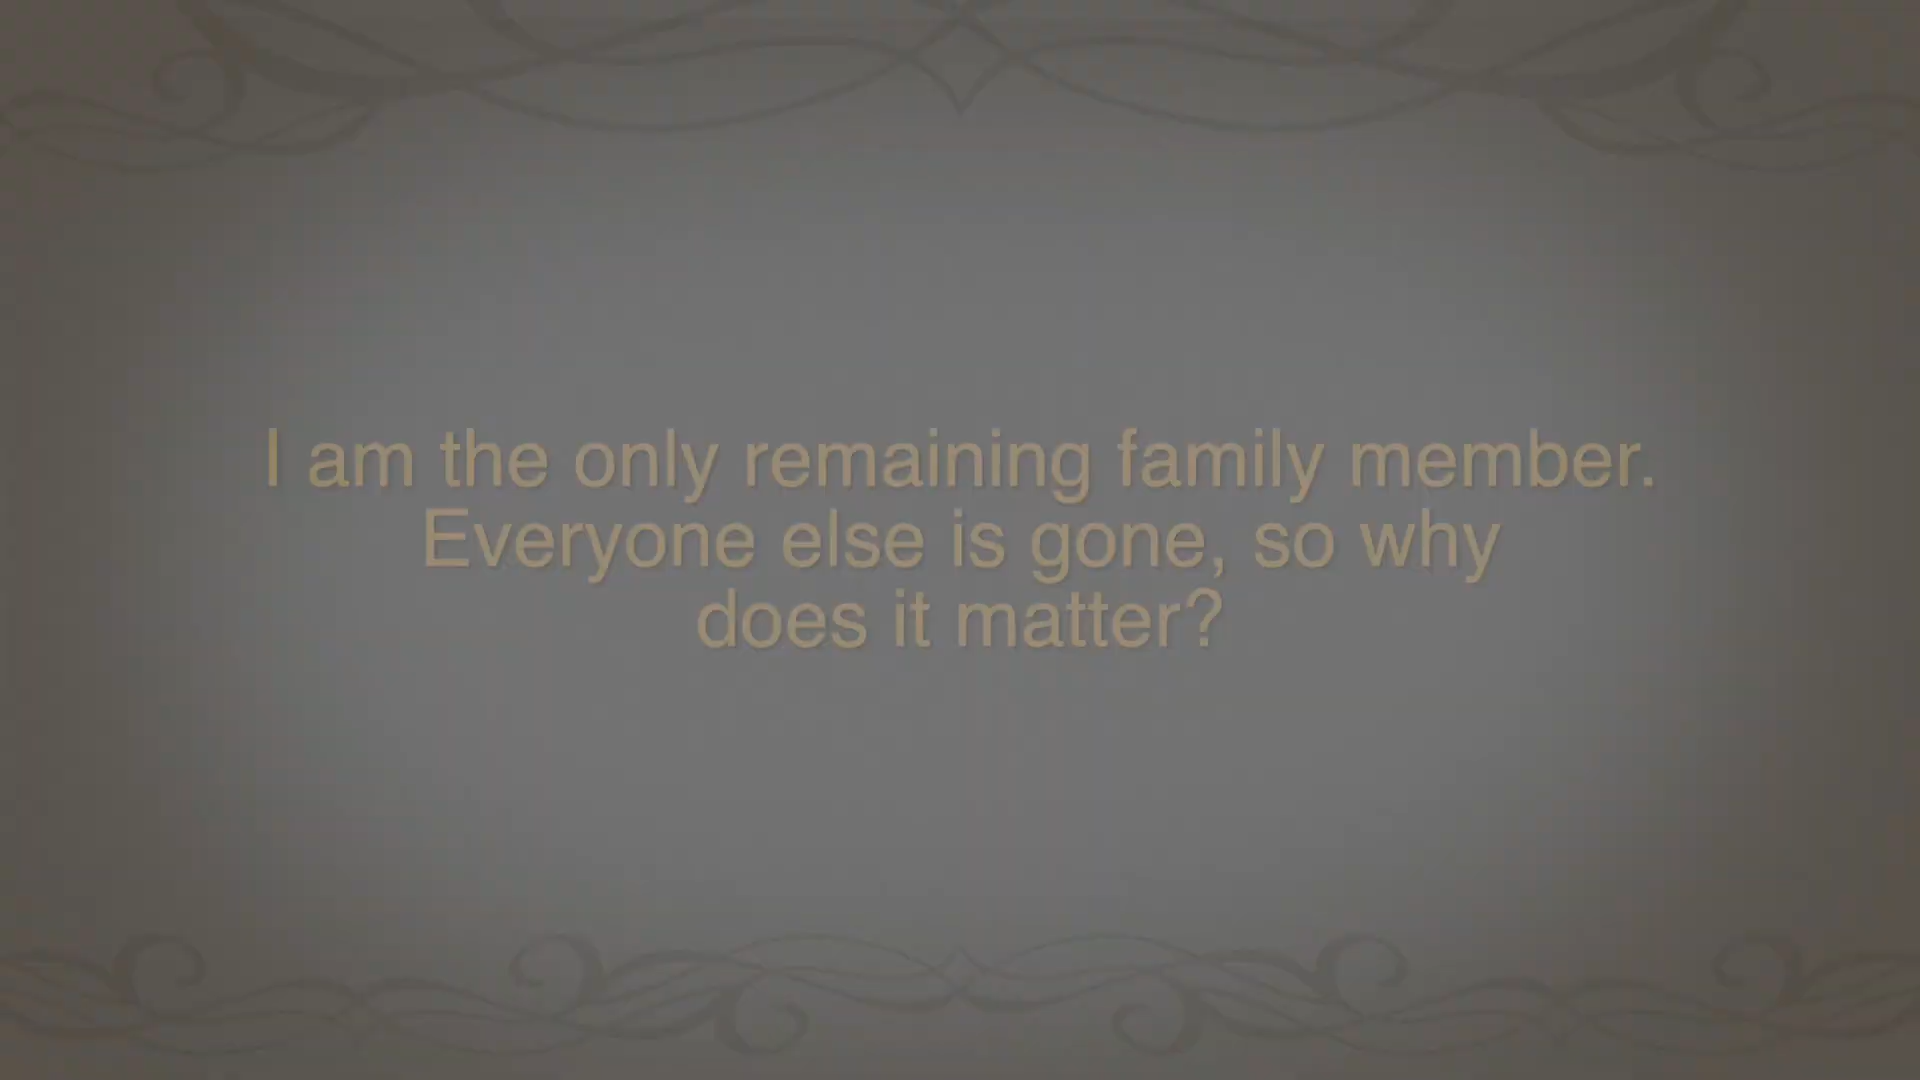 I am the only remaining family member.
Everyone else is gone, so why
does it matter?